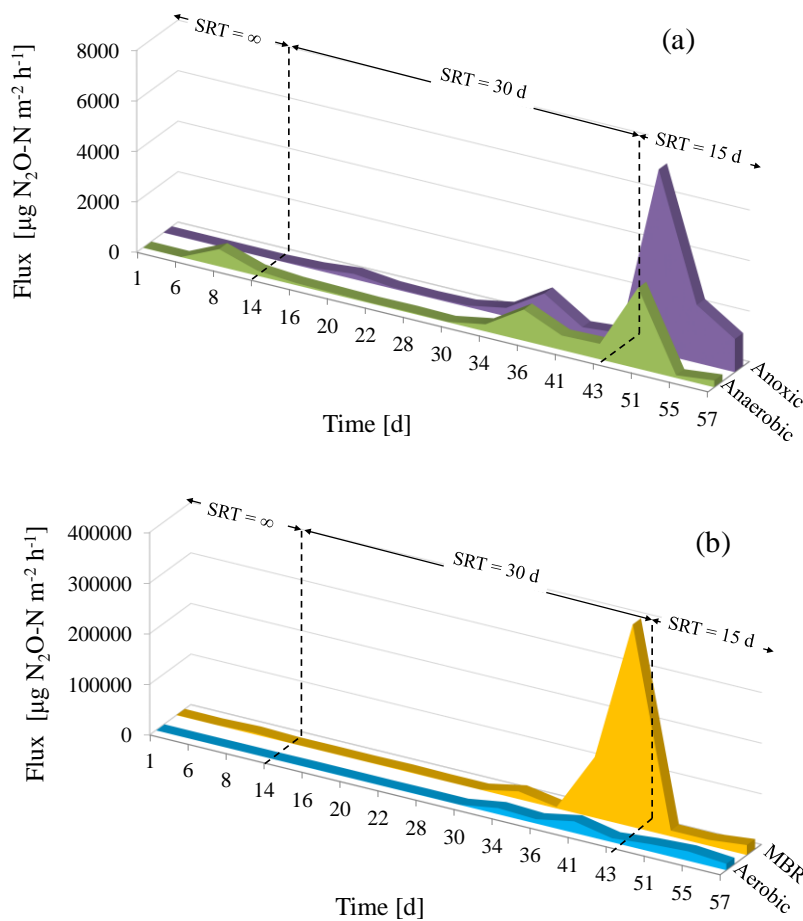 (a)
SRT = ∞
SRT = 30 d
SRT = 15 d
8000
6000
4000
2000
0
Flux [µg N₂O-N m⁻² h⁻¹]
1 6 8 14 16 20 22 28 30 34 36 41 43 51 55 57
Anoxic
Anaerobic
Time [d]
(b)
SRT = ∞
SRT = 30 d
SRT = 15 d
400000
300000
200000
100000
0
Flux [µg N₂O-N m⁻² h⁻¹]
1 6 8 14 16 20 22 28 30 34 36 41 43 51 55 57
MBR
Aerobic
Time [d]